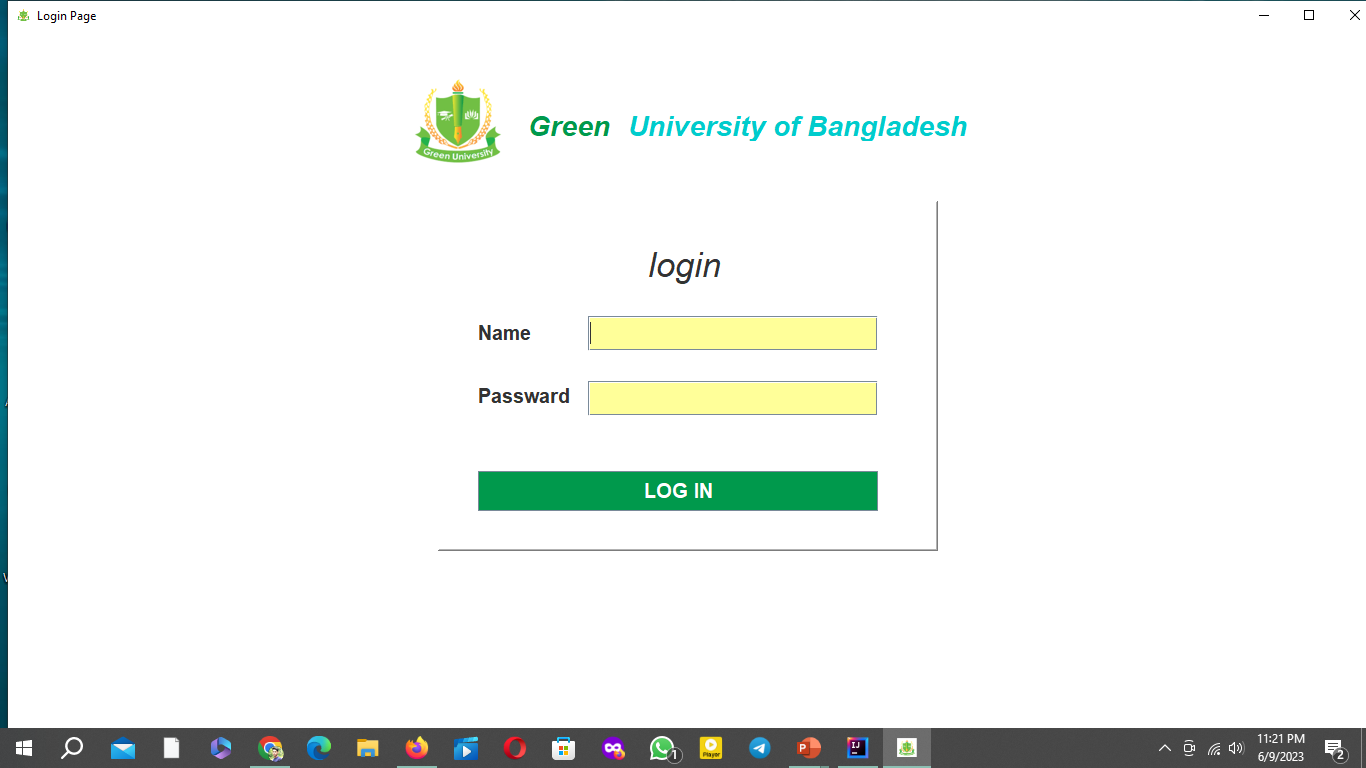 Login Page
Green University of Bangladesh
Green University
login
Name
Passward
LOG IN
Player
P
IJ
1
11:21 PM
6/9/2023
2